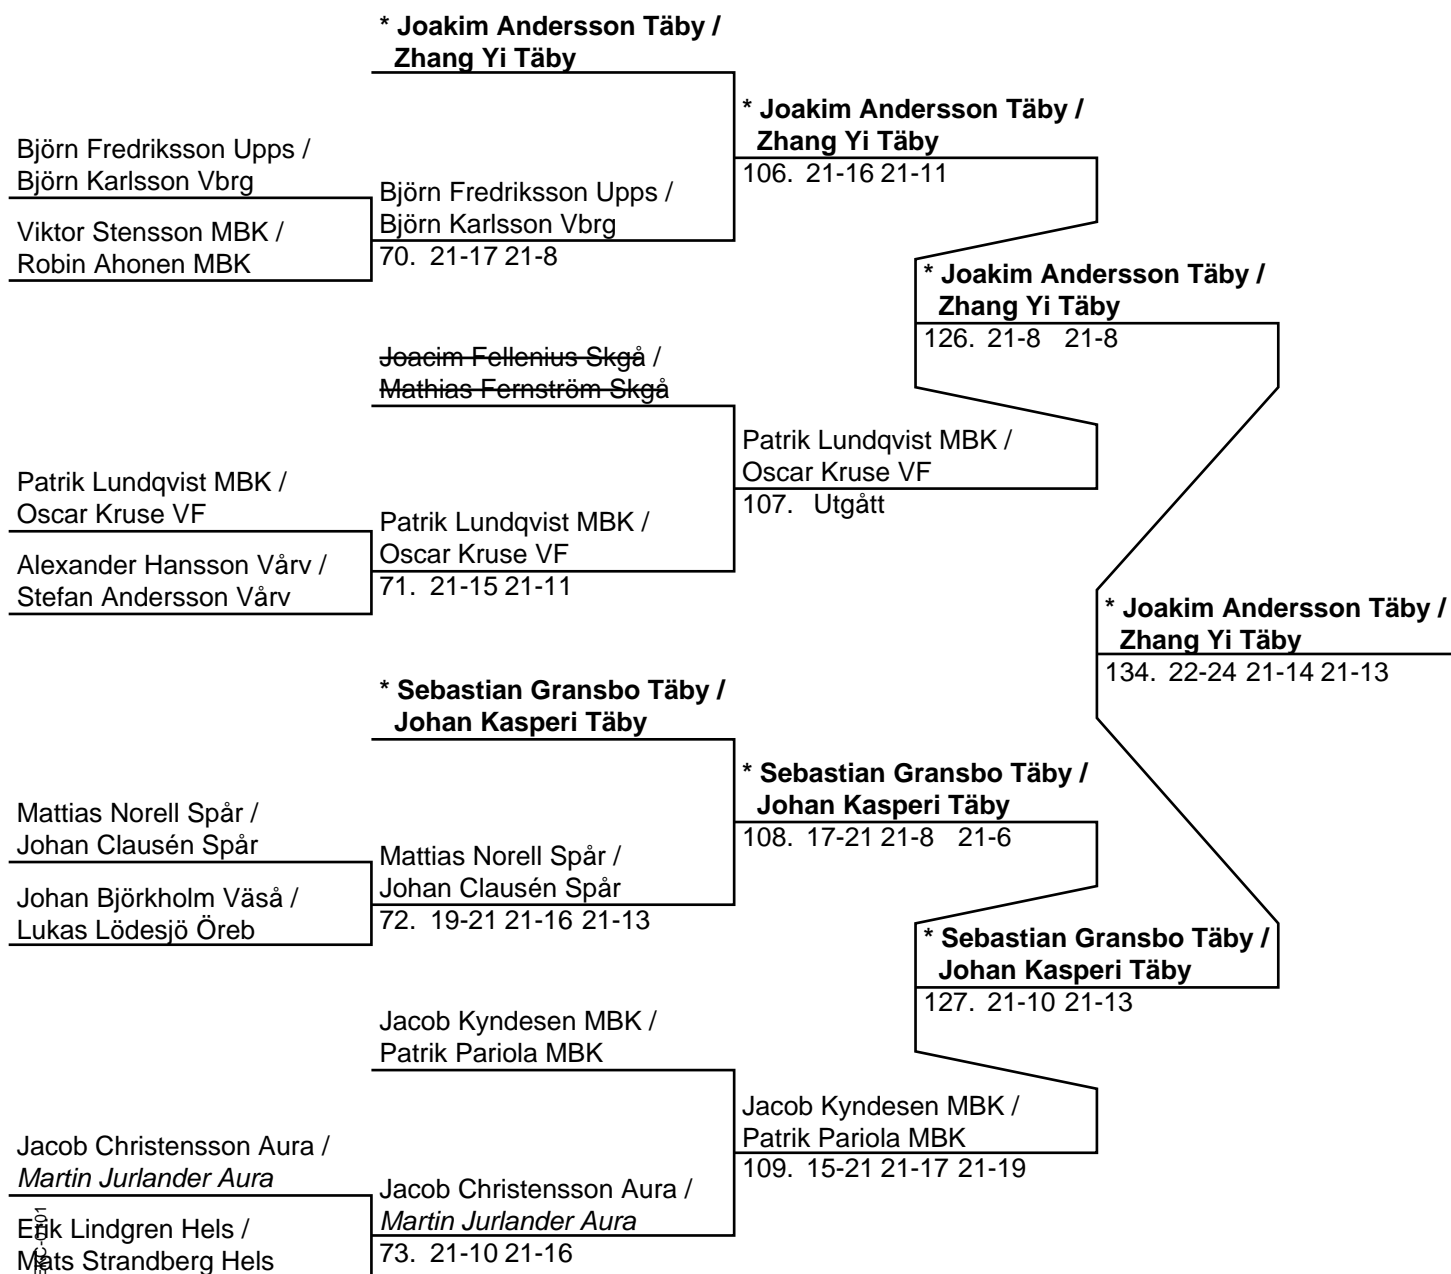 * Joakim Andersson Täby /
Zhang Yi Täby
* Joakim Andersson Täby /
Zhang Yi Täby
106. 21-16 21-11
Björn Fredriksson Upps /
Björn Karlsson Vbrg
Björn Fredriksson Upps /
Björn Karlsson Vbrg
70. 21-17 21-8
Viktor Stensson MBK /
Robin Ahonen MBK
* Joakim Andersson Täby /
Zhang Yi Täby
126. 21-8 21-8
Joacim Fellenius Skgå /
Mathias Fernström Skgå
Patrik Lundqvist MBK /
Oscar Kruse VF
107. Utgått
Patrik Lundqvist MBK /
Oscar Kruse VF
Patrik Lundqvist MBK /
Oscar Kruse VF
71. 21-15 21-11
Alexander Hansson Vårv /
Stefan Andersson Vårv
* Joakim Andersson Täby /
Zhang Yi Täby
134. 22-24 21-14 21-13
* Sebastian Gransbo Täby /
Johan Kasperi Täby
* Sebastian Gransbo Täby /
Johan Kasperi Täby
108. 17-21 21-8 21-6
Mattias Norell Spår /
Johan Clausén Spår
Mattias Norell Spår /
Johan Clausén Spår
72. 19-21 21-16 21-13
Johan Björkholm Väså /
Lukas Lödesjö Öreb
* Sebastian Gransbo Täby /
Johan Kasperi Täby
127. 21-10 21-13
Jacob Kyndesen MBK /
Patrik Pariola MBK
Jacob Kyndesen MBK /
Patrik Pariola MBK
109. 15-21 21-17 21-19
Jacob Christensson Aura /
Martin Jurlander Aura
Jacob Christensson Aura /
Martin Jurlander Aura
73. 21-10 21-16
Erik Lindgren Hels /
Mats Strandberg Hels